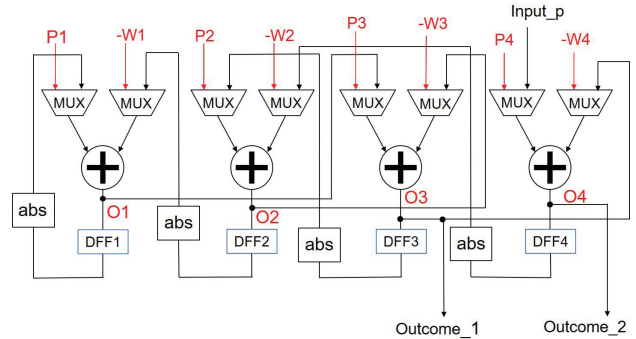 Input_p
P1 -W1 P2 -W2 P3 -W3 P4 -W4
MUX MUX MUX MUX MUX MUX MUX MUX
O1 O2 O3 O4
abs abs abs abs
DFF1 DFF2 DFF3 DFF4
Outcome_1 Outcome_2